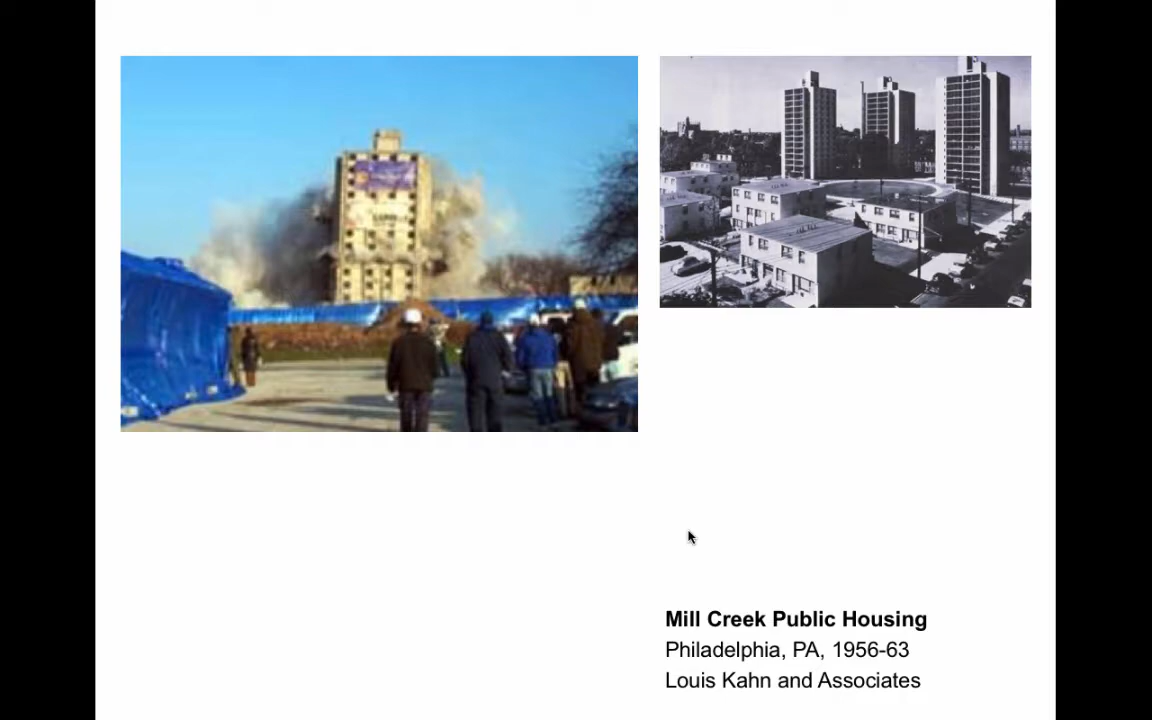 Mill Creek Public Housing
Philadelphia, PA, 1956-63
Louis Kahn and Associates